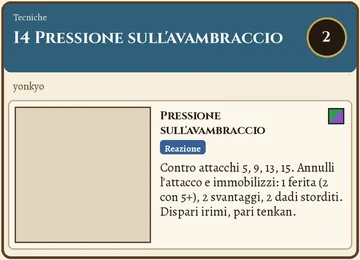 Tecniche
I4 Pressione sull'avambraccio
2
yonkyo
Pressione
sull'avambraccio
Reazione
Contro attacchi 5, 9, 13, 15. Annulli
l'attacco e immobilizzi: 1 ferita (2
con 5+), 2 svantaggi, 2 dadi storditi.
Dispari irimi, pari tenkan.